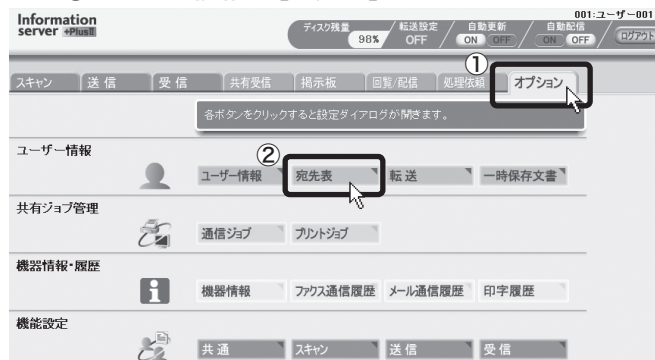 Information
server +PlusⅡ
001:ユーザー001
ディスク残量
98%
転送設定
OFF
自動更新
ON OFF
自動配信
ON OFF
ログアウト
①
スキャン 送信 受信 共有受信 掲示板 回覧/配信 処理依頼 オプション
各ボタンをクリックすると設定ダイアログが開きます。
ユーザー情報
②
ユーザー情報 宛先表 転送 一時保存文書
共有ジョブ管理
通信ジョブ プリントジョブ
機器情報・履歴
機器情報 ファクス通信履歴 メール通信履歴 印字履歴
機能設定
共通 スキャン 送信 受信